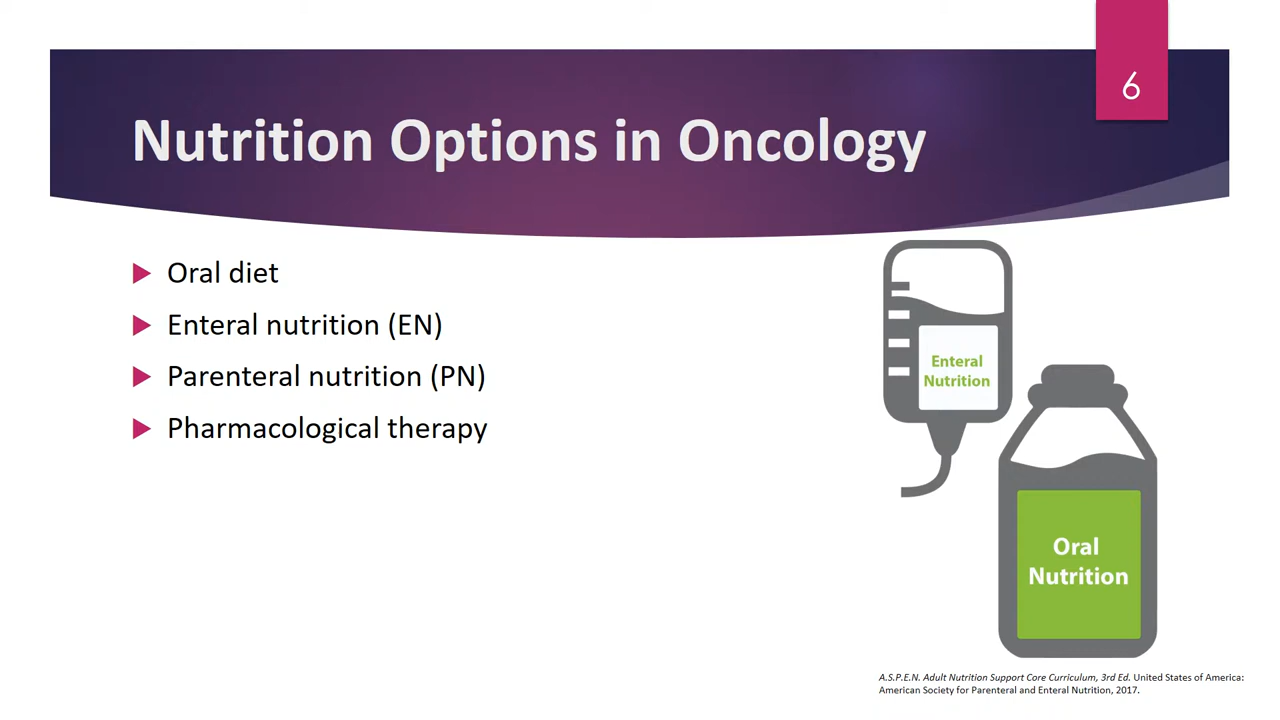 6
Nutrition Options in Oncology
Oral diet
Enteral nutrition (EN)
Parenteral nutrition (PN)
Pharmacological therapy
Enteral
Nutrition
Oral
Nutrition
A.S.P.E.N. Adult Nutrition Support Core Curriculum, 3rd Ed. United States of America:
American Society for Parenteral and Enteral Nutrition, 2017.